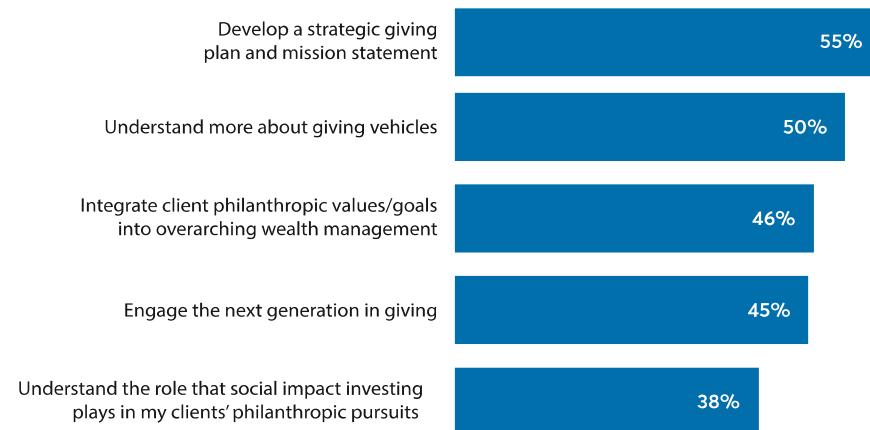 Develop a strategic giving
plan and mission statement
55%
Understand more about giving vehicles
50%
Integrate client philanthropic values/goals
into overarching wealth management
46%
Engage the next generation in giving
45%
Understand the role that social impact investing
plays in my clients’ philanthropic pursuits
38%